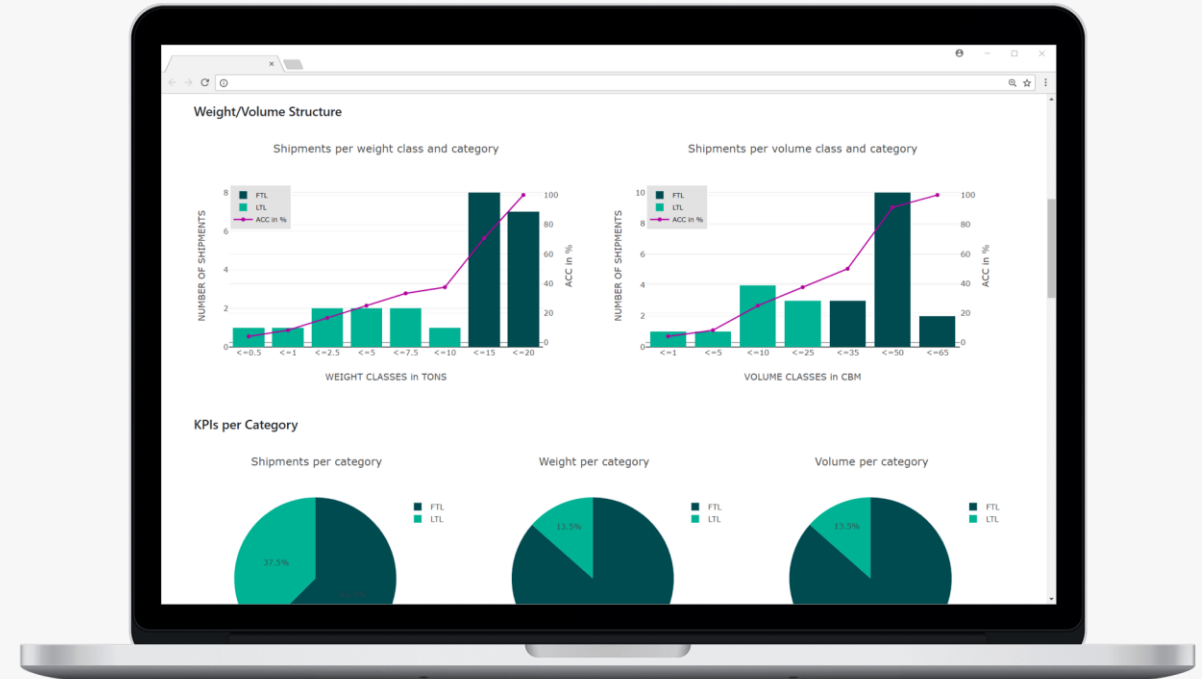 Weight/Volume Structure
Shipments per weight class and category
FTL
LTL
ACC in %
NUMBER OF SHIPMENTS
8
6
4
2
0
100
80
60
40
20
0
ACC in %
<=0.5 <=1 <=2.5 <=5 <=7.5 <=10 <=15 <=20
WEIGHT CLASSES in TONS
Shipments per volume class and category
FTL
LTL
ACC in %
NUMBER OF SHIPMENTS
10
8
6
4
2
0
100
80
60
40
20
0
ACC in %
<=1 <=5 <=10 <=25 <=35 <=50 <=65
VOLUME CLASSES in CBM
KPIs per Category
Shipments per category
FTL
LTL
37.5%
Weight per category
FTL
LTL
13.5%
Volume per category
FTL
LTL
13.5%